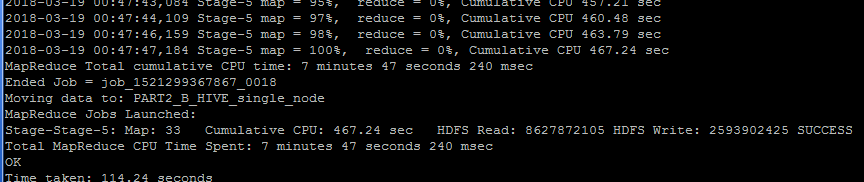 2018-03-19 00:47:43,084 Stage-5 map = 95%,  reduce = 0%, Cumulative CPU 457.21 sec
2018-03-19 00:47:44,109 Stage-5 map = 97%,  reduce = 0%, Cumulative CPU 460.48 sec
2018-03-19 00:47:46,159 Stage-5 map = 98%,  reduce = 0%, Cumulative CPU 463.79 sec
2018-03-19 00:47:47,184 Stage-5 map = 100%,  reduce = 0%, Cumulative CPU 467.24 sec
MapReduce Total cumulative CPU time: 7 minutes 47 seconds 240 msec
Ended Job = job_1521299367867_0018
Moving data to: PART2_B_HIVE_single_node
MapReduce Jobs Launched:
Stage-Stage-5: Map: 33   Cumulative CPU: 467.24 sec   HDFS Read: 8627872105 HDFS Write: 2593902425 SUCCESS
Total MapReduce CPU Time Spent: 7 minutes 47 seconds 240 msec
OK
Time taken: 114.24 seconds